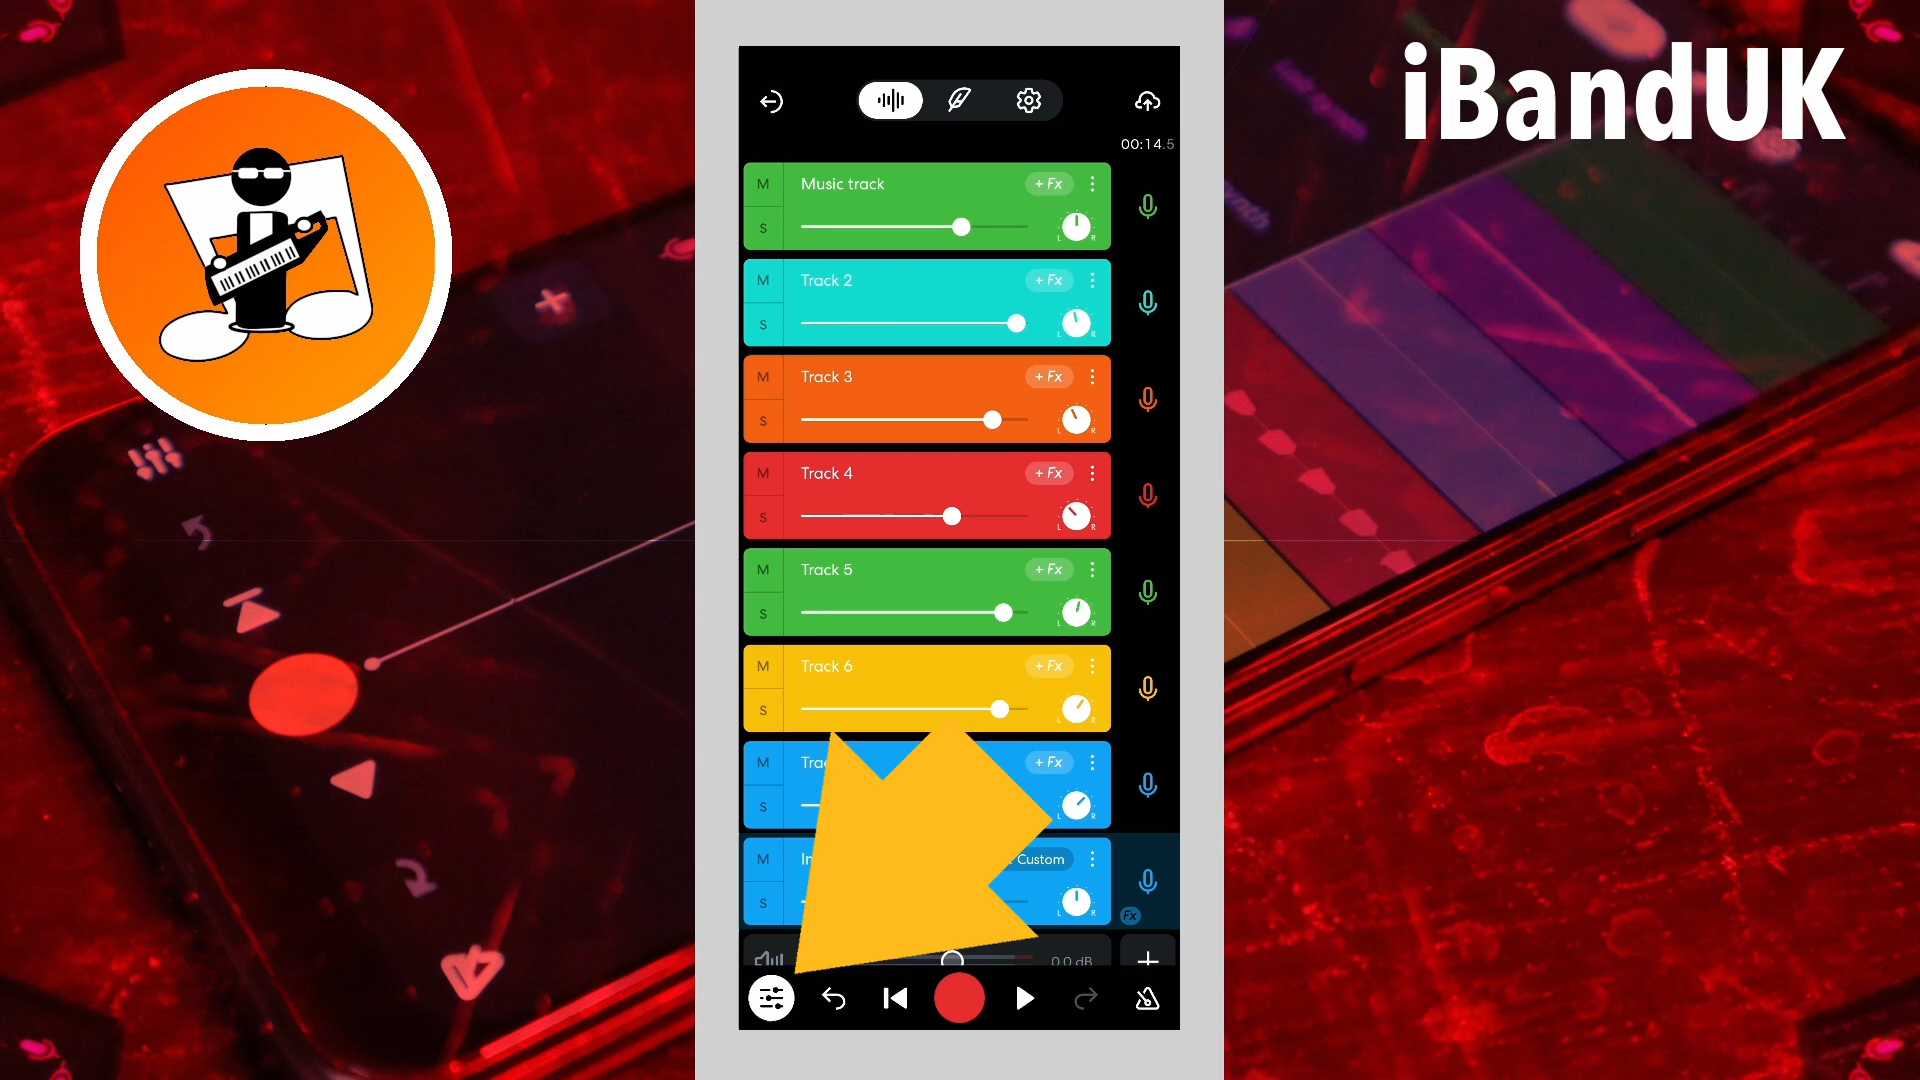 iBandUK
00:14.5
M Music track + Fx
S L R
M Track 2 + Fx
S L R
M Track 3 + Fx
S L R
M Track 4 + Fx
S L R
M Track 5 + Fx
S L R
M Track 6 + Fx
S L R
M + Fx
S L R
M Custom
S L R
Fx
0.0 dB